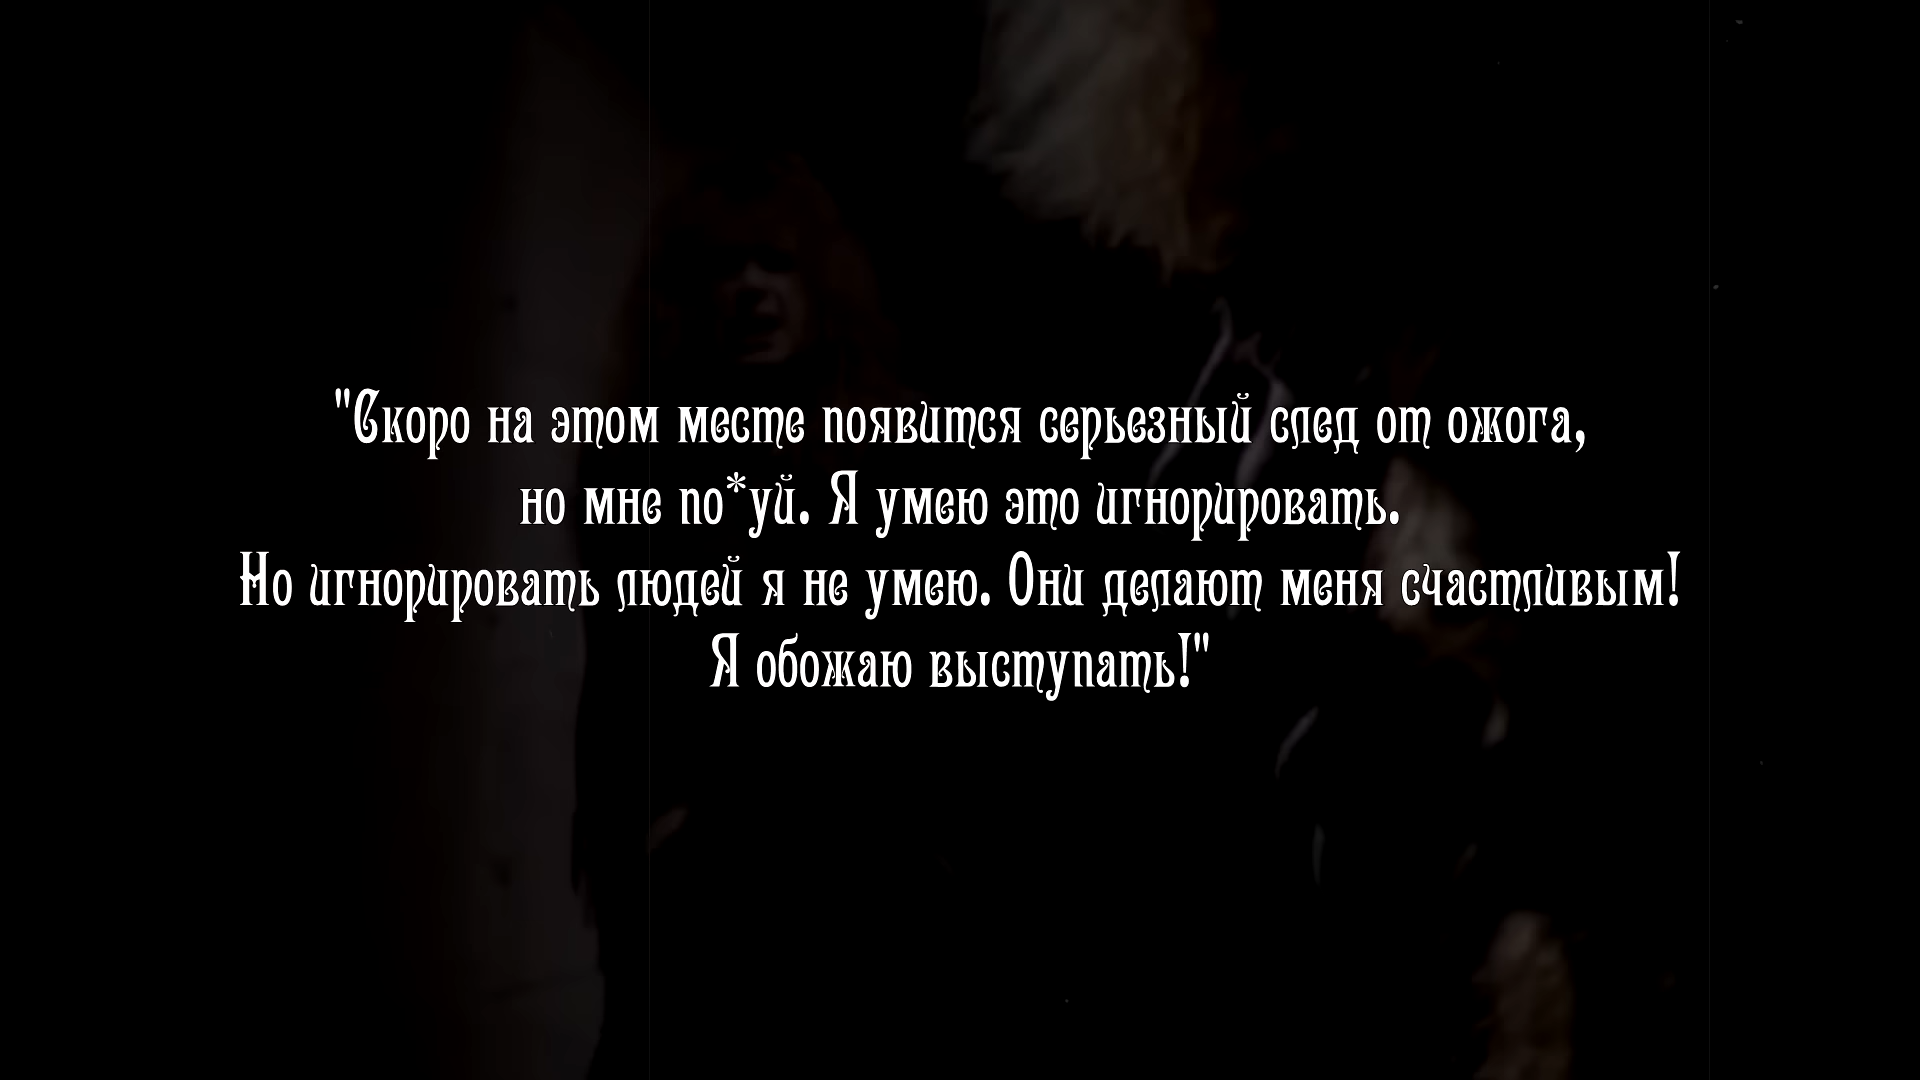 "Скоро на этом месте появится серьезный след от ожога,
но мне по*уй. Я умею это игнорировать.
Но игнорировать людей я не умею. Они делают меня счастливым!
Я обожаю выступать!"